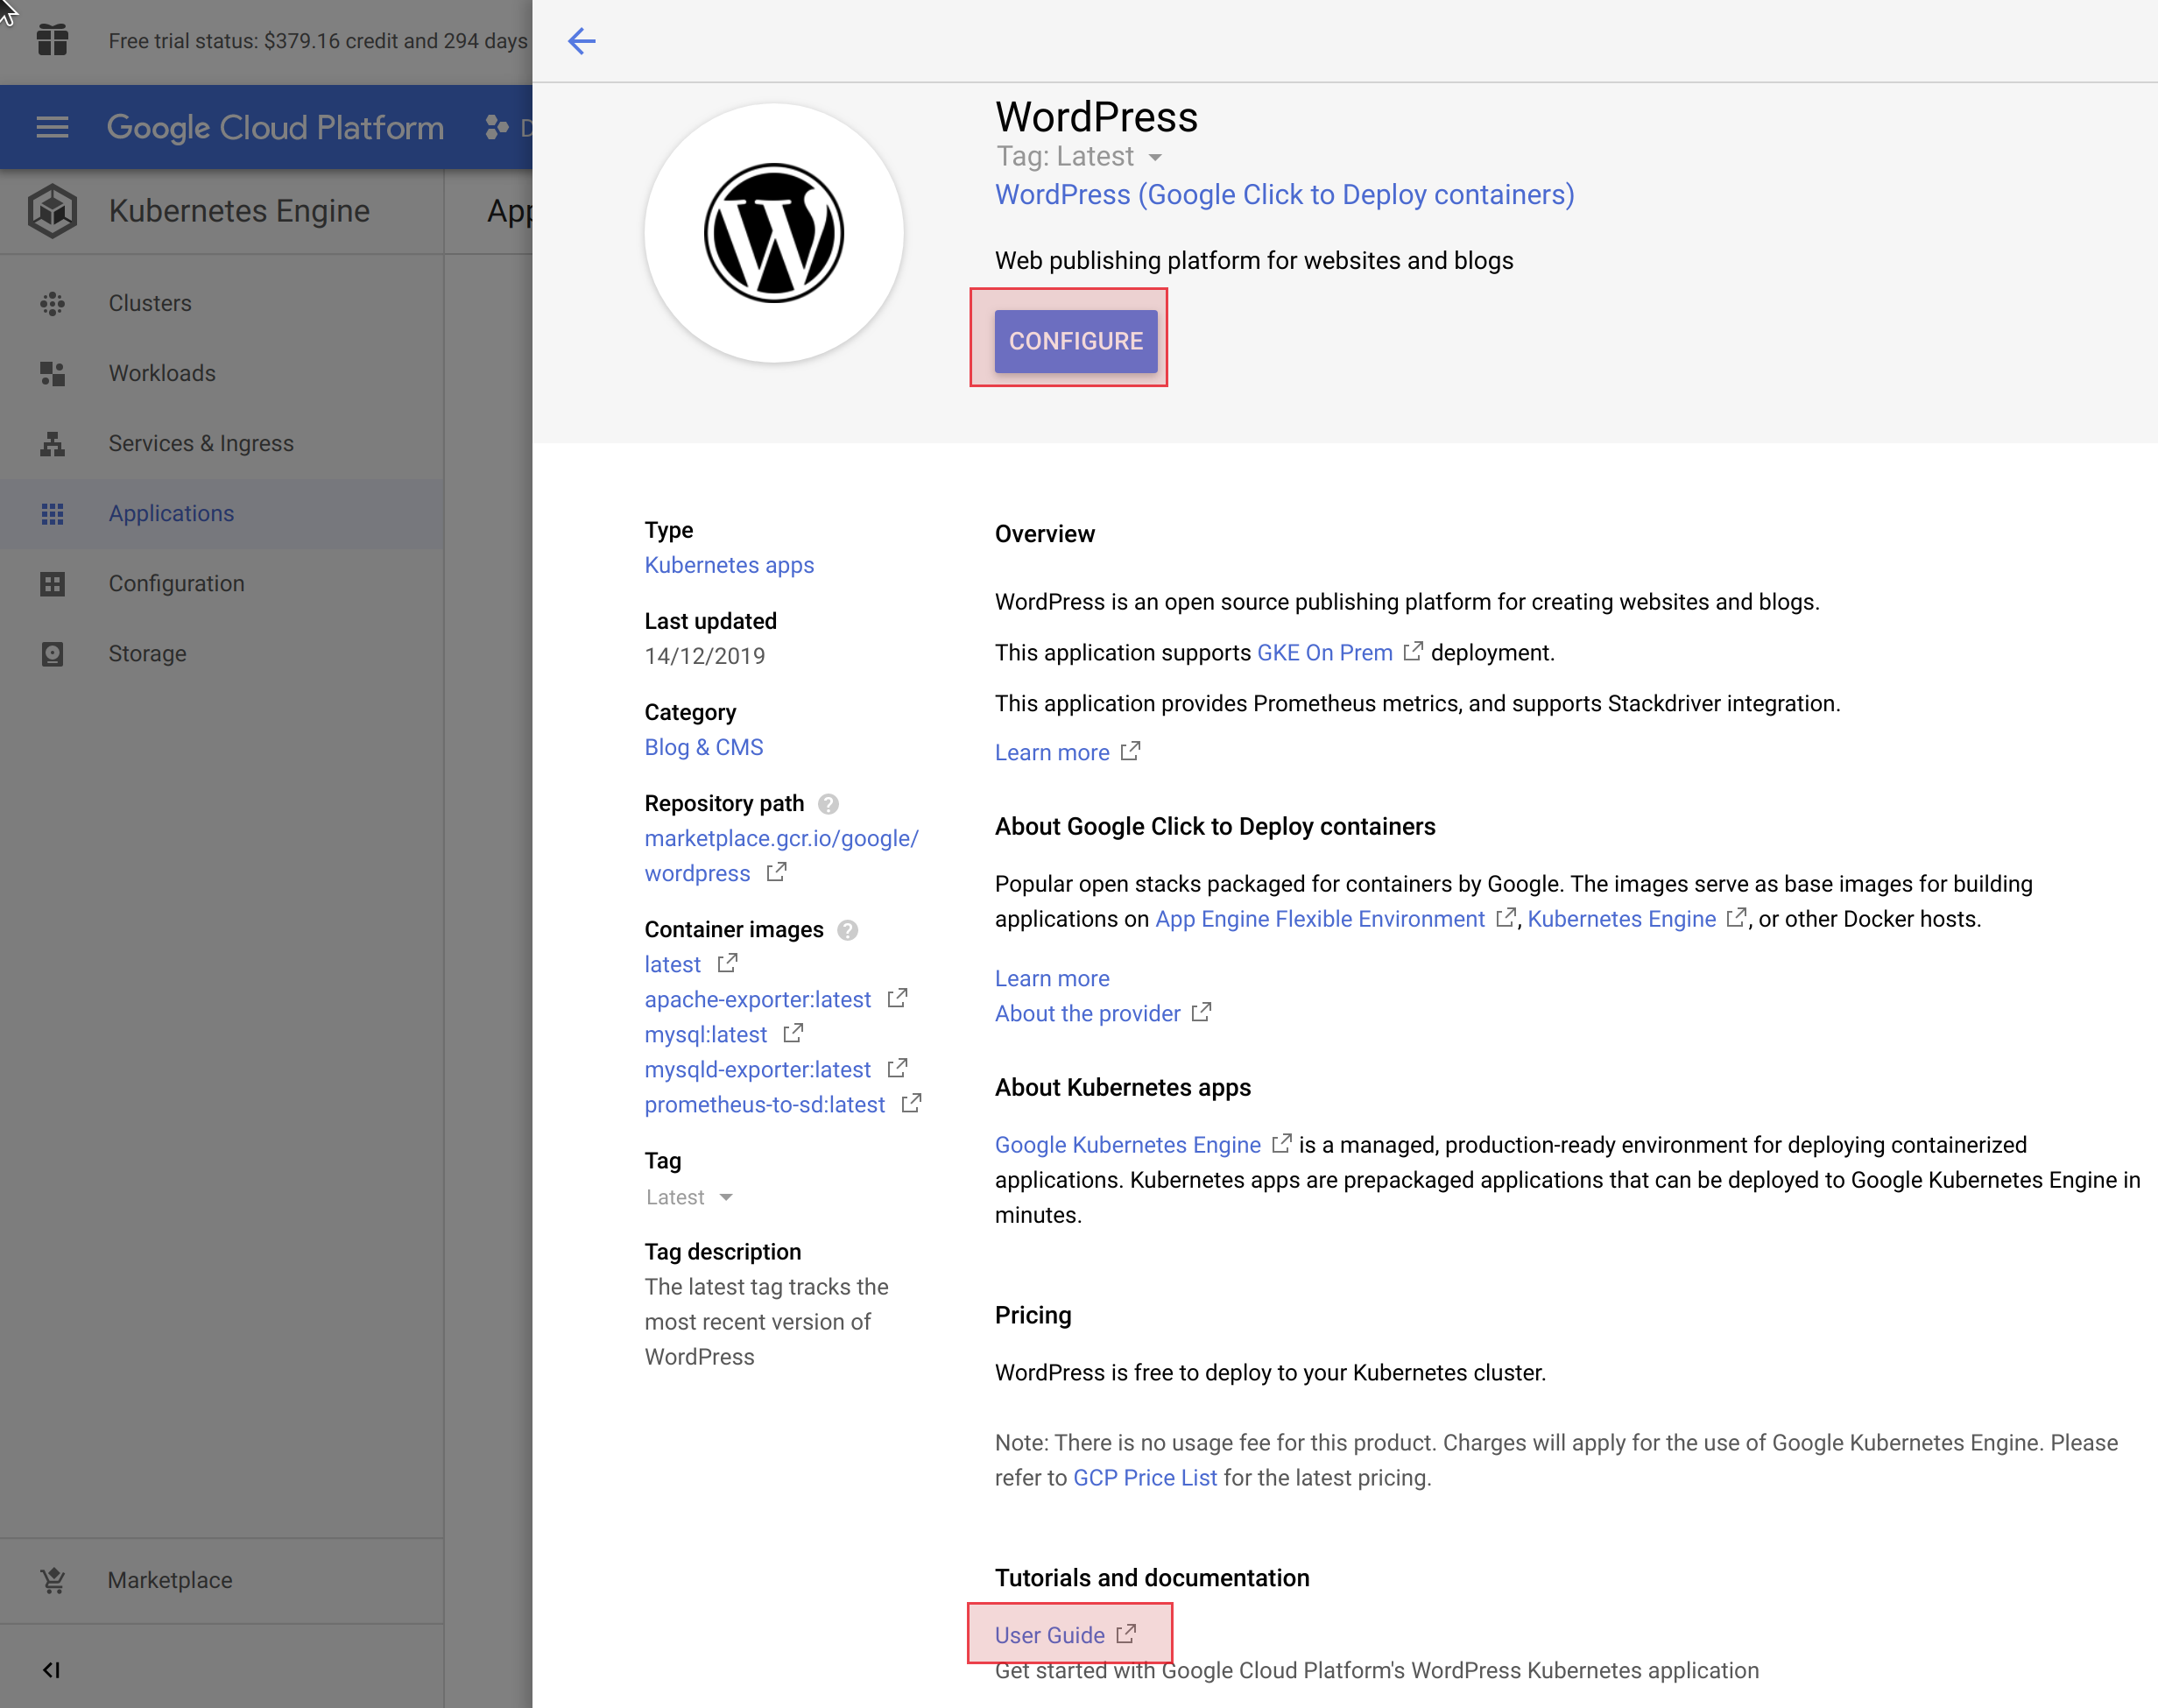 Free trial status: $379.16 credit and 294 days
Google Cloud Platform
Kubernetes Engine
Clusters
Workloads
Services & Ingress
Applications
Configuration
Storage
Marketplace
WordPress
Tag: Latest
WordPress (Google Click to Deploy containers)
Web publishing platform for websites and blogs
CONFIGURE
Type
Kubernetes apps
Last updated
14/12/2019
Category
Blog & CMS
Repository path
marketplace.gcr.io/google/
wordpress
Container images
latest
apache-exporter:latest
mysql:latest
mysqld-exporter:latest
prometheus-to-sd:latest
Tag
Latest
Tag description
The latest tag tracks the
most recent version of
WordPress
Overview
WordPress is an open source publishing platform for creating websites and blogs.
This application supports GKE On Prem deployment.
This application provides Prometheus metrics, and supports Stackdriver integration.
Learn more
About Google Click to Deploy containers
Popular open stacks packaged for containers by Google. The images serve as base images for building
applications on App Engine Flexible Environment , Kubernetes Engine , or other Docker hosts.
Learn more
About the provider
About Kubernetes apps
Google Kubernetes Engine is a managed, production-ready environment for deploying containerized
applications. Kubernetes apps are prepackaged applications that can be deployed to Google Kubernetes Engine in
minutes.
Pricing
WordPress is free to deploy to your Kubernetes cluster.
Note: There is no usage fee for this product. Charges will apply for the use of Google Kubernetes Engine. Please
refer to GCP Price List for the latest pricing.
Tutorials and documentation
User Guide
Get started with Google Cloud Platform's WordPress Kubernetes application